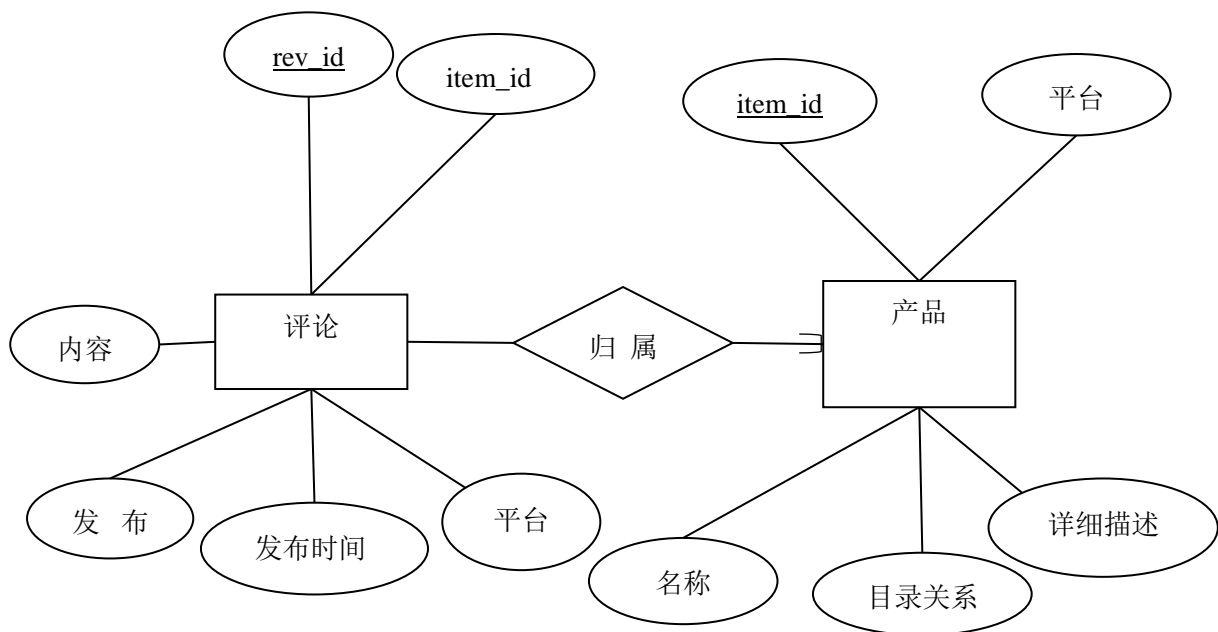 rev_id
item_id
item_id
平台
评论
产品
内容
归 属
发 布
发布时间
平台
详细描述
名称
目录关系